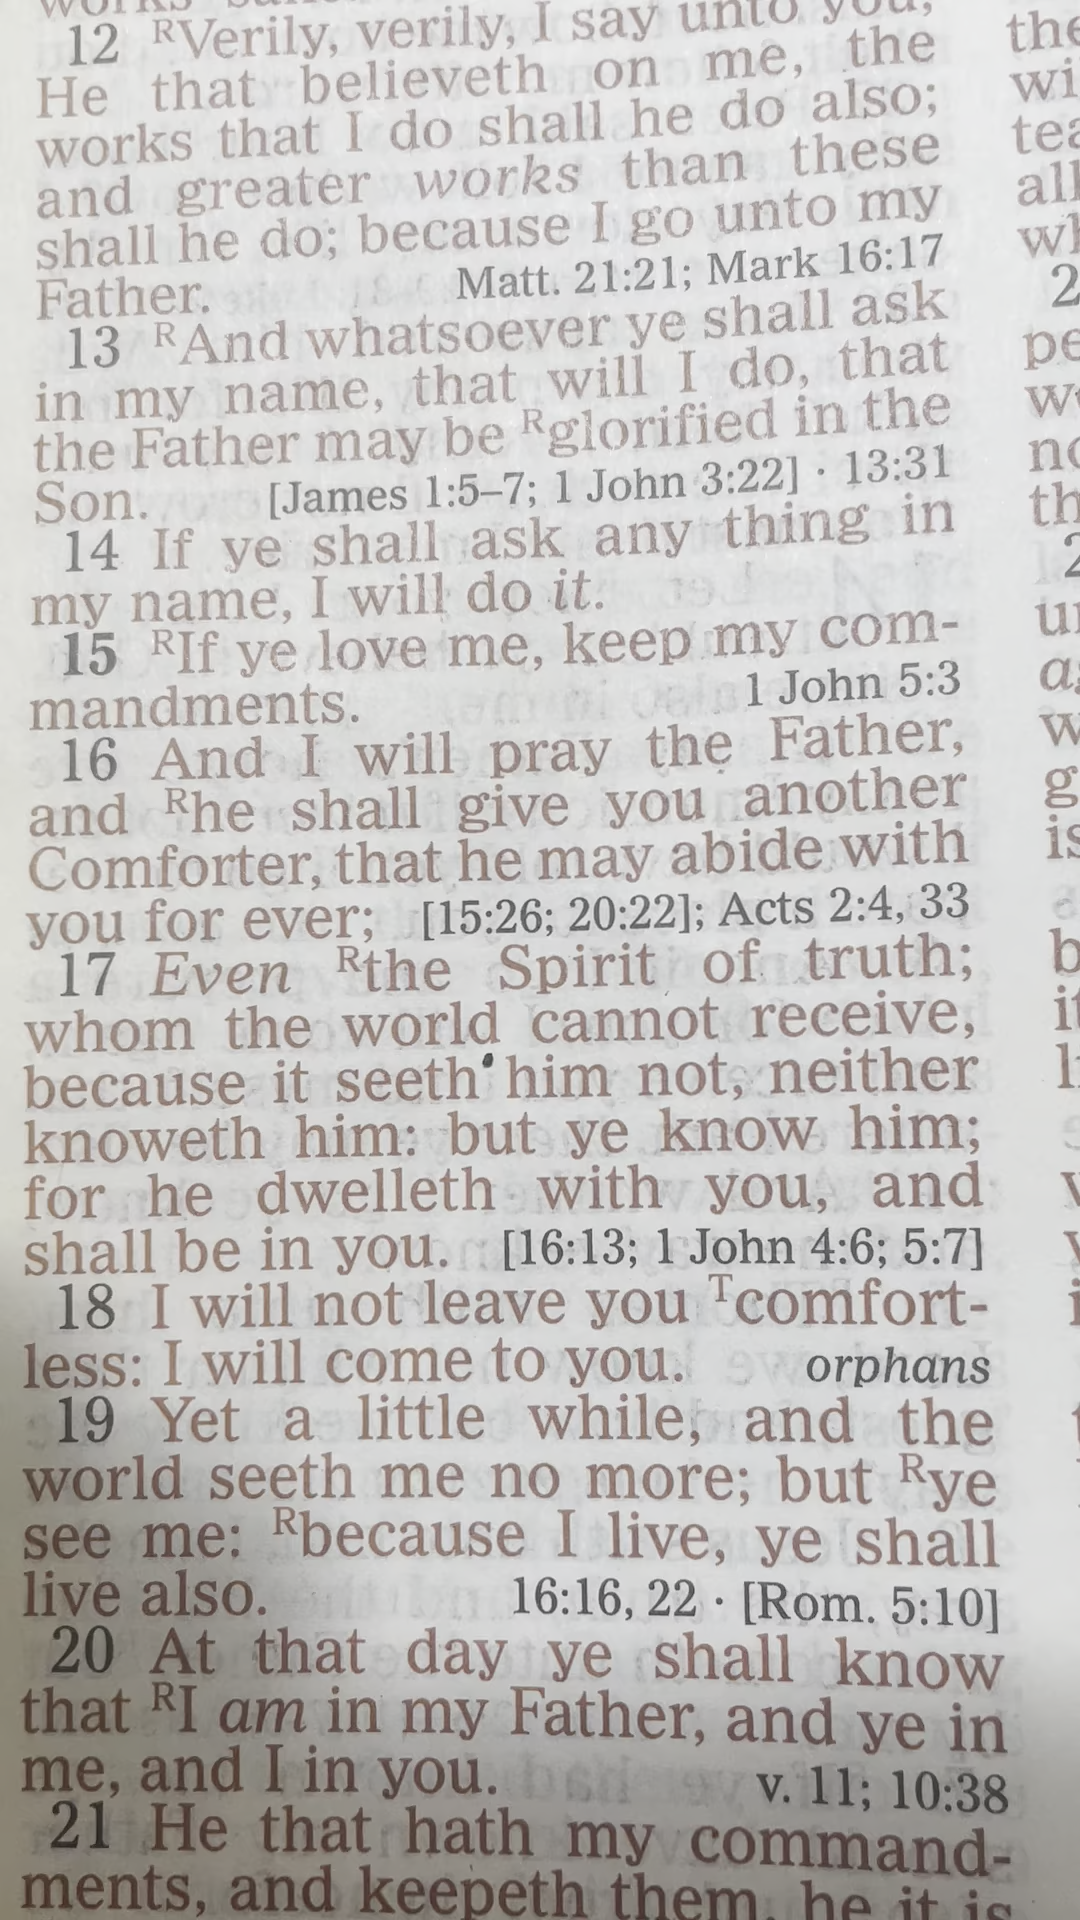 12 RVerily, verily, I say unto you,
He that believeth on me, the
works that I do shall he do also;
and greater works than these
shall he do; because I go unto my
Father. Matt. 21:21; Mark 16:17
13 RAnd whatsoever ye shall ask
in my name, that will I do, that
the Father may be Rglorified in the
Son. [James 1:5–7; 1 John 3:22] · 13:31
14 If ye shall ask any thing in
my name, I will do it.
15 RIf ye love me, keep my com-
mandments. 1 John 5:3
16 And I will pray the Father,
and Rhe shall give you another
Comforter, that he may abide with
you for ever; [15:26; 20:22]; Acts 2:4, 33
17 Even Rthe Spirit of truth;
whom the world cannot receive,
because it seeth him not, neither
knoweth him: but ye know him;
for he dwelleth with you, and
shall be in you. [16:13; 1 John 4:6; 5:7]
18 I will not leave you Tcomfort-
less: I will come to you. orphans
19 Yet a little while, and the
world seeth me no more; but Rye
see me: Rbecause I live, ye shall
live also. 16:16, 22 · [Rom. 5:10]
20 At that day ye shall know
that RI am in my Father, and ye in
me, and I in you. v. 11; 10:38
21 He that hath my command-
ments, and keepeth them, he it is